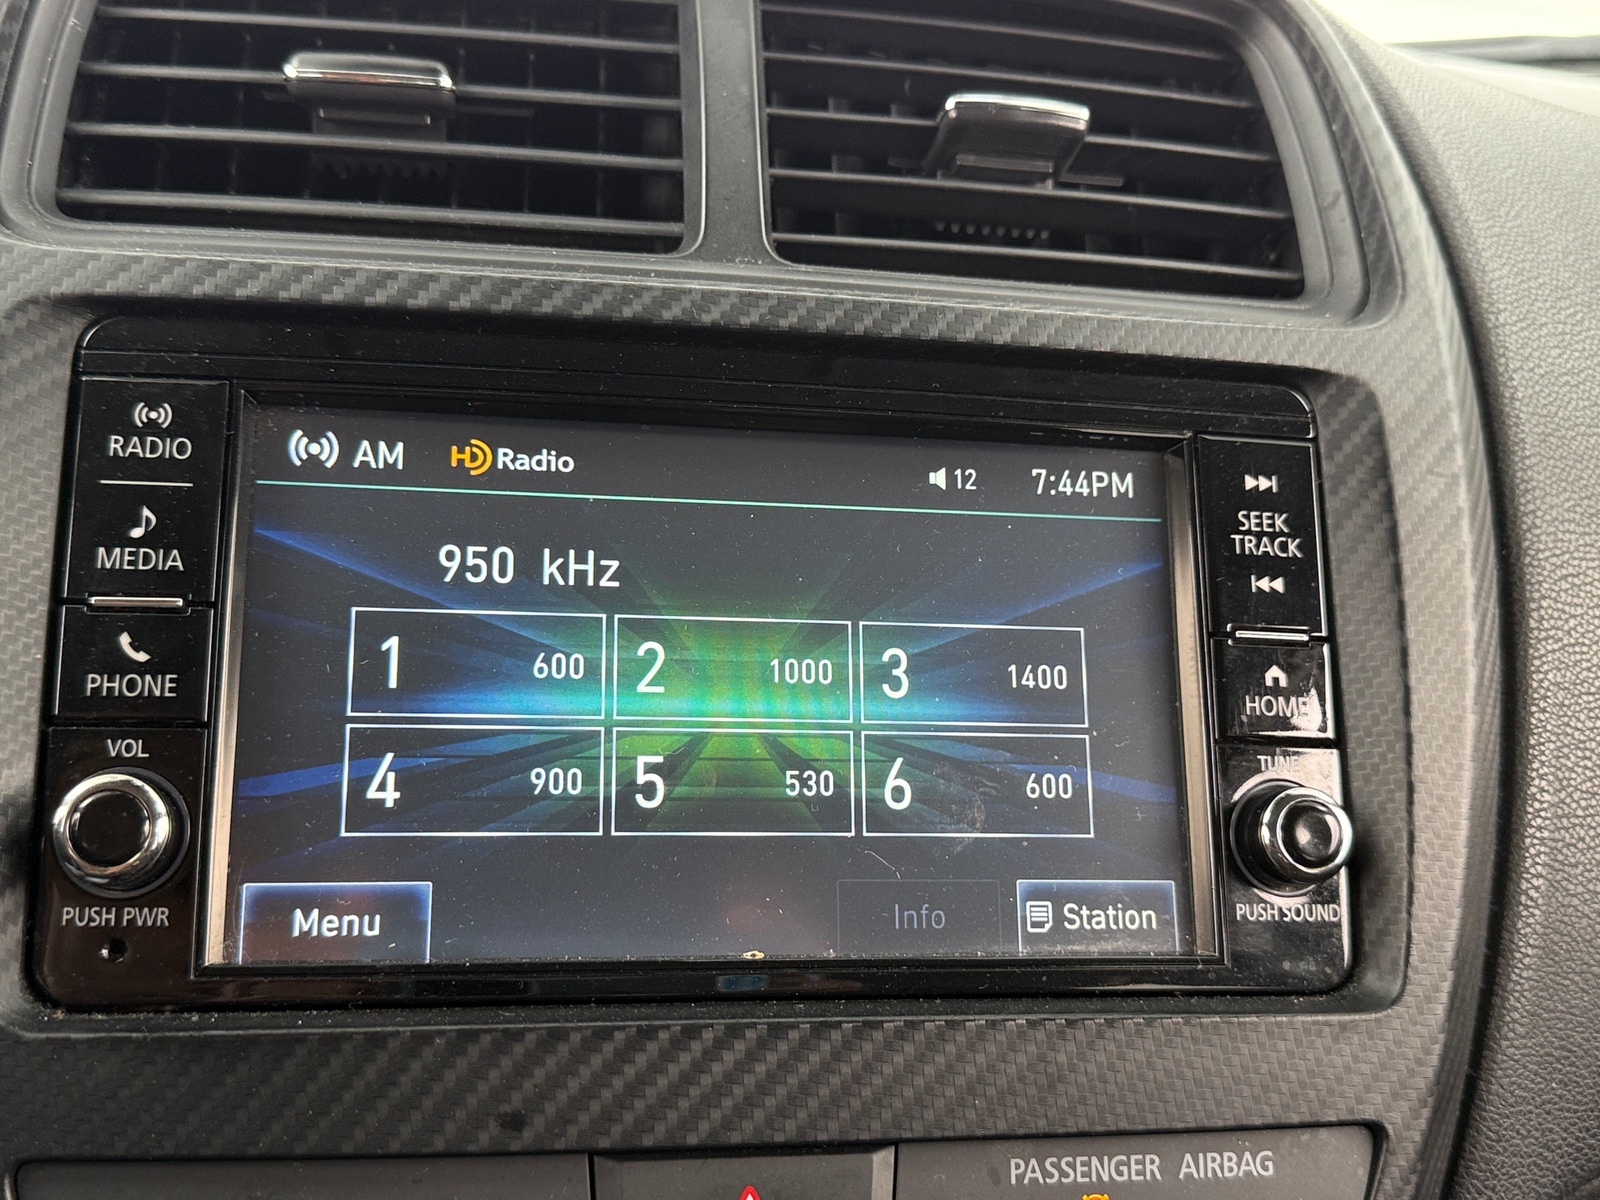 RADIO
MEDIA
PHONE
VOL
PUSH PWR
AM HD Radio 12 7:44PM
950 kHz
1 600 2 1000 3 1400
4 900 5 530 6 600
Menu Info Station
SEEK
TRACK
HOME
TUNE
PUSH SOUND
PASSENGER AIRBAG